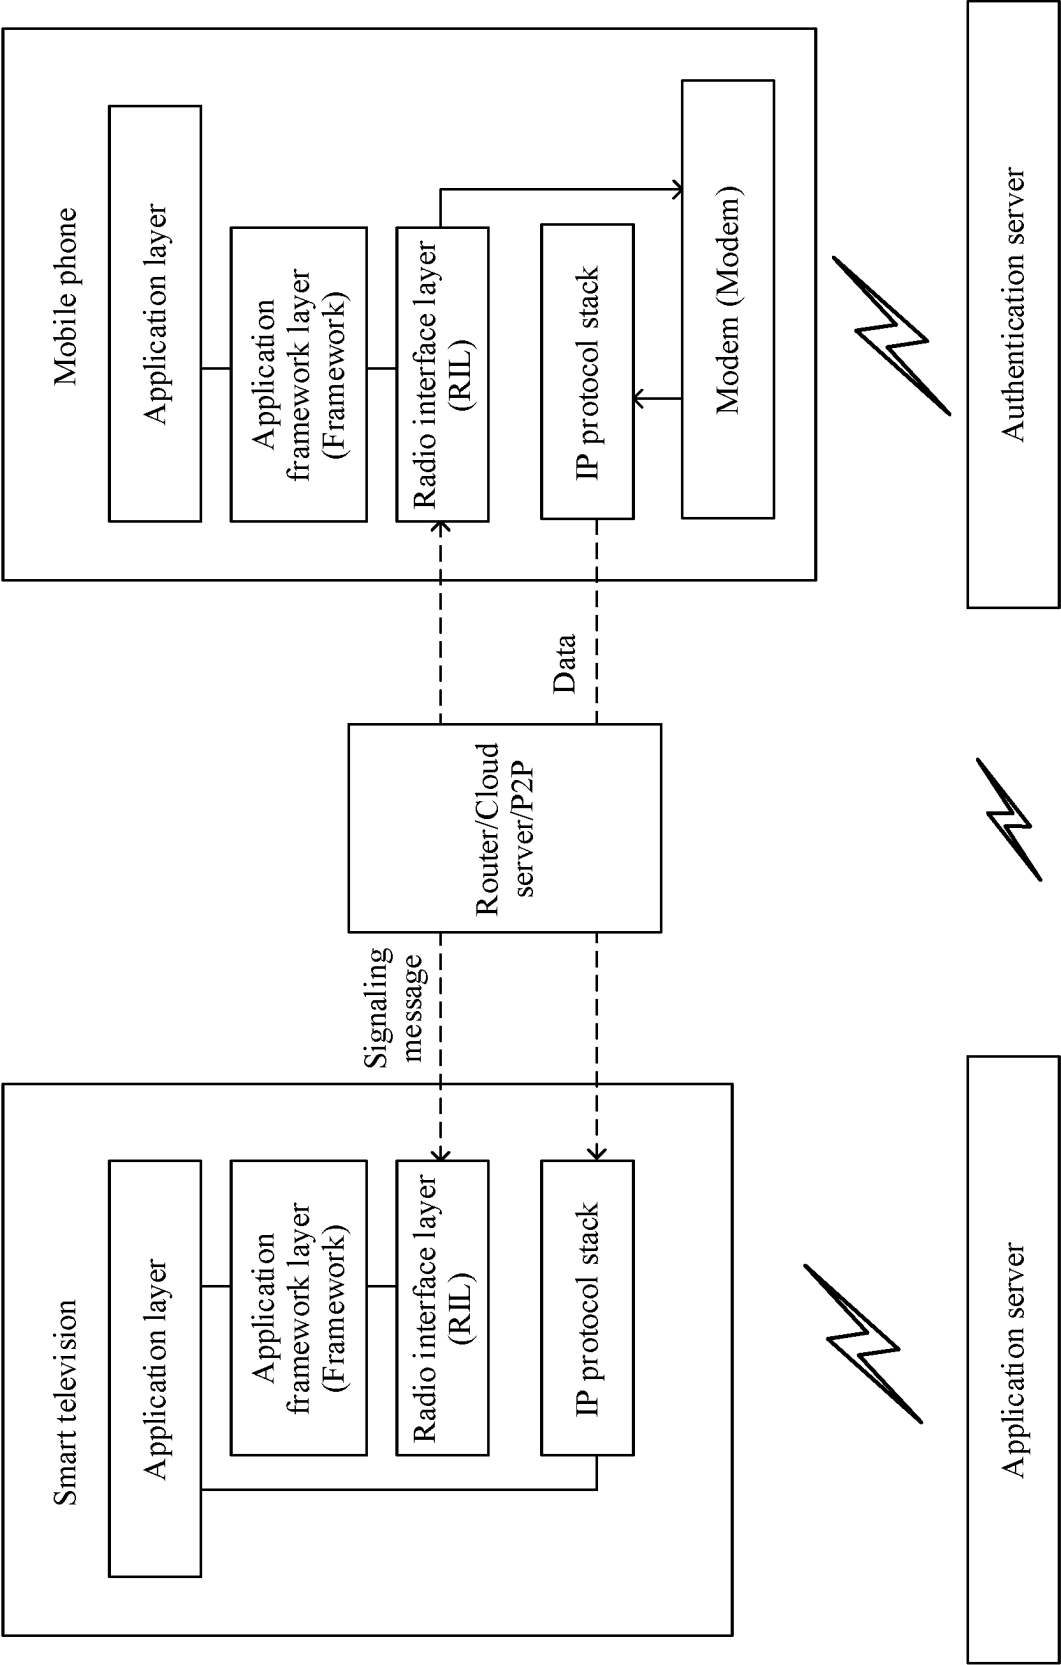 Smart television
Application layer
Application
framework layer
(Framework)
Radio interface layer
(RIL)
IP protocol stack
Signaling
message
Router/Cloud
server/P2P
Data
Mobile phone
Application layer
Application
framework layer
(Framework)
Radio interface layer
(RIL)
IP protocol stack
Modem (Modem)
Application server
Authentication server